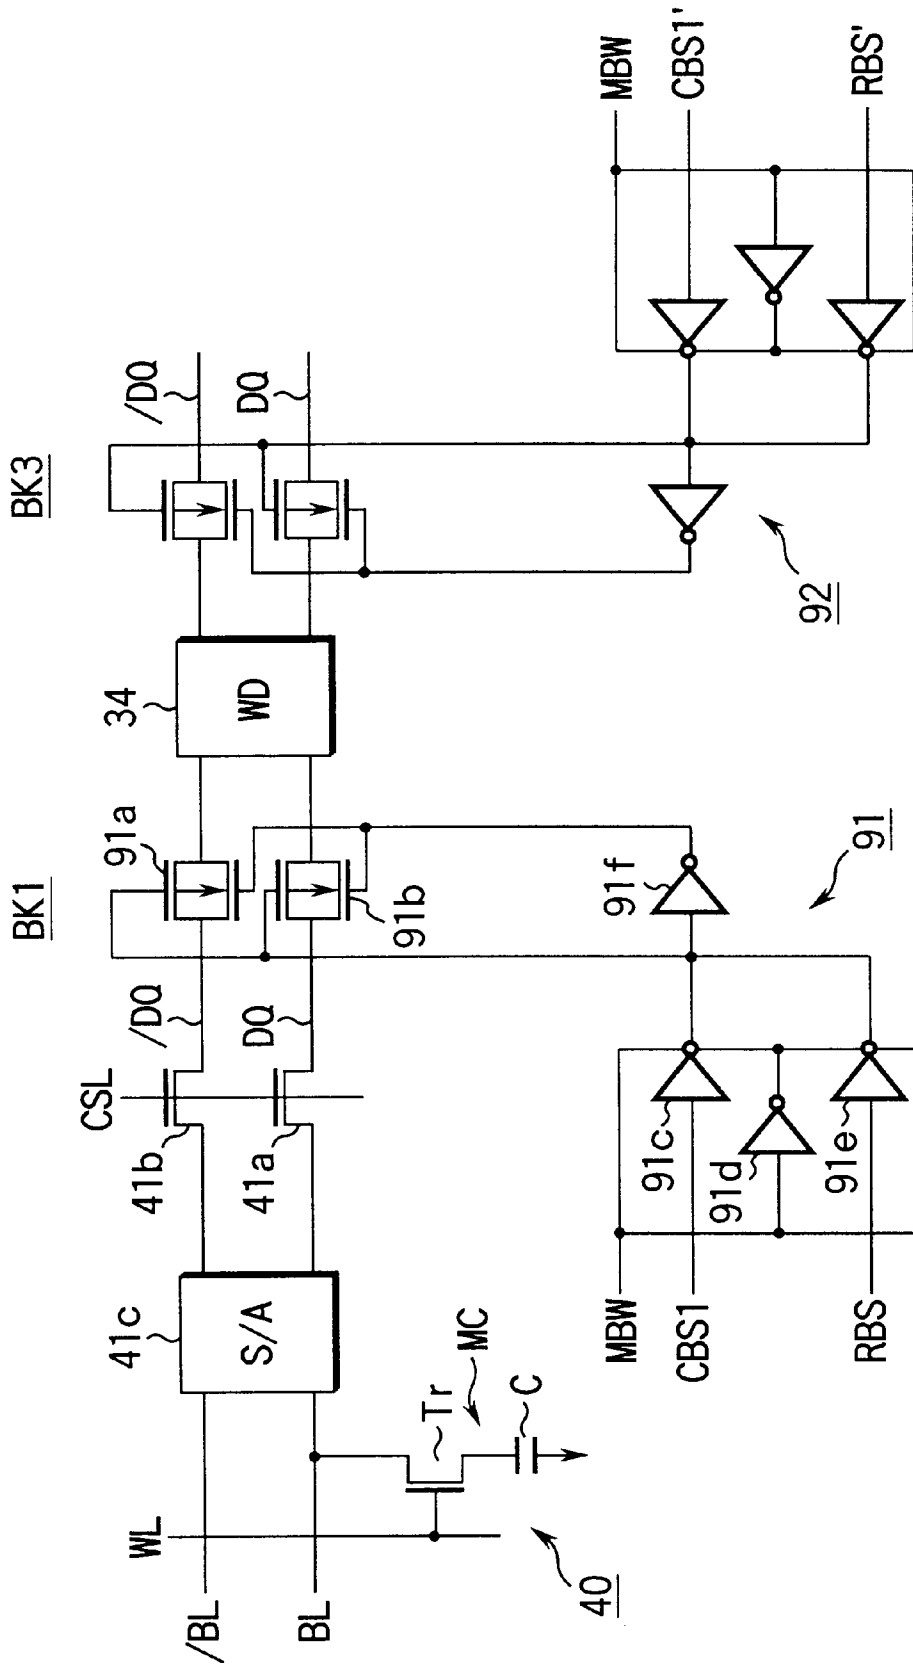 BK1
BK3
/BL
BL
WL
40
41c
S/A
Tr
MC
C
CSL
41b
41a
/DQ
DQ
91a
91b
34
WD
/DQ
DQ
MBW
CBS1
RBS
91c
91d
91e
91f
91
92
MBW
CBS1'
RBS'